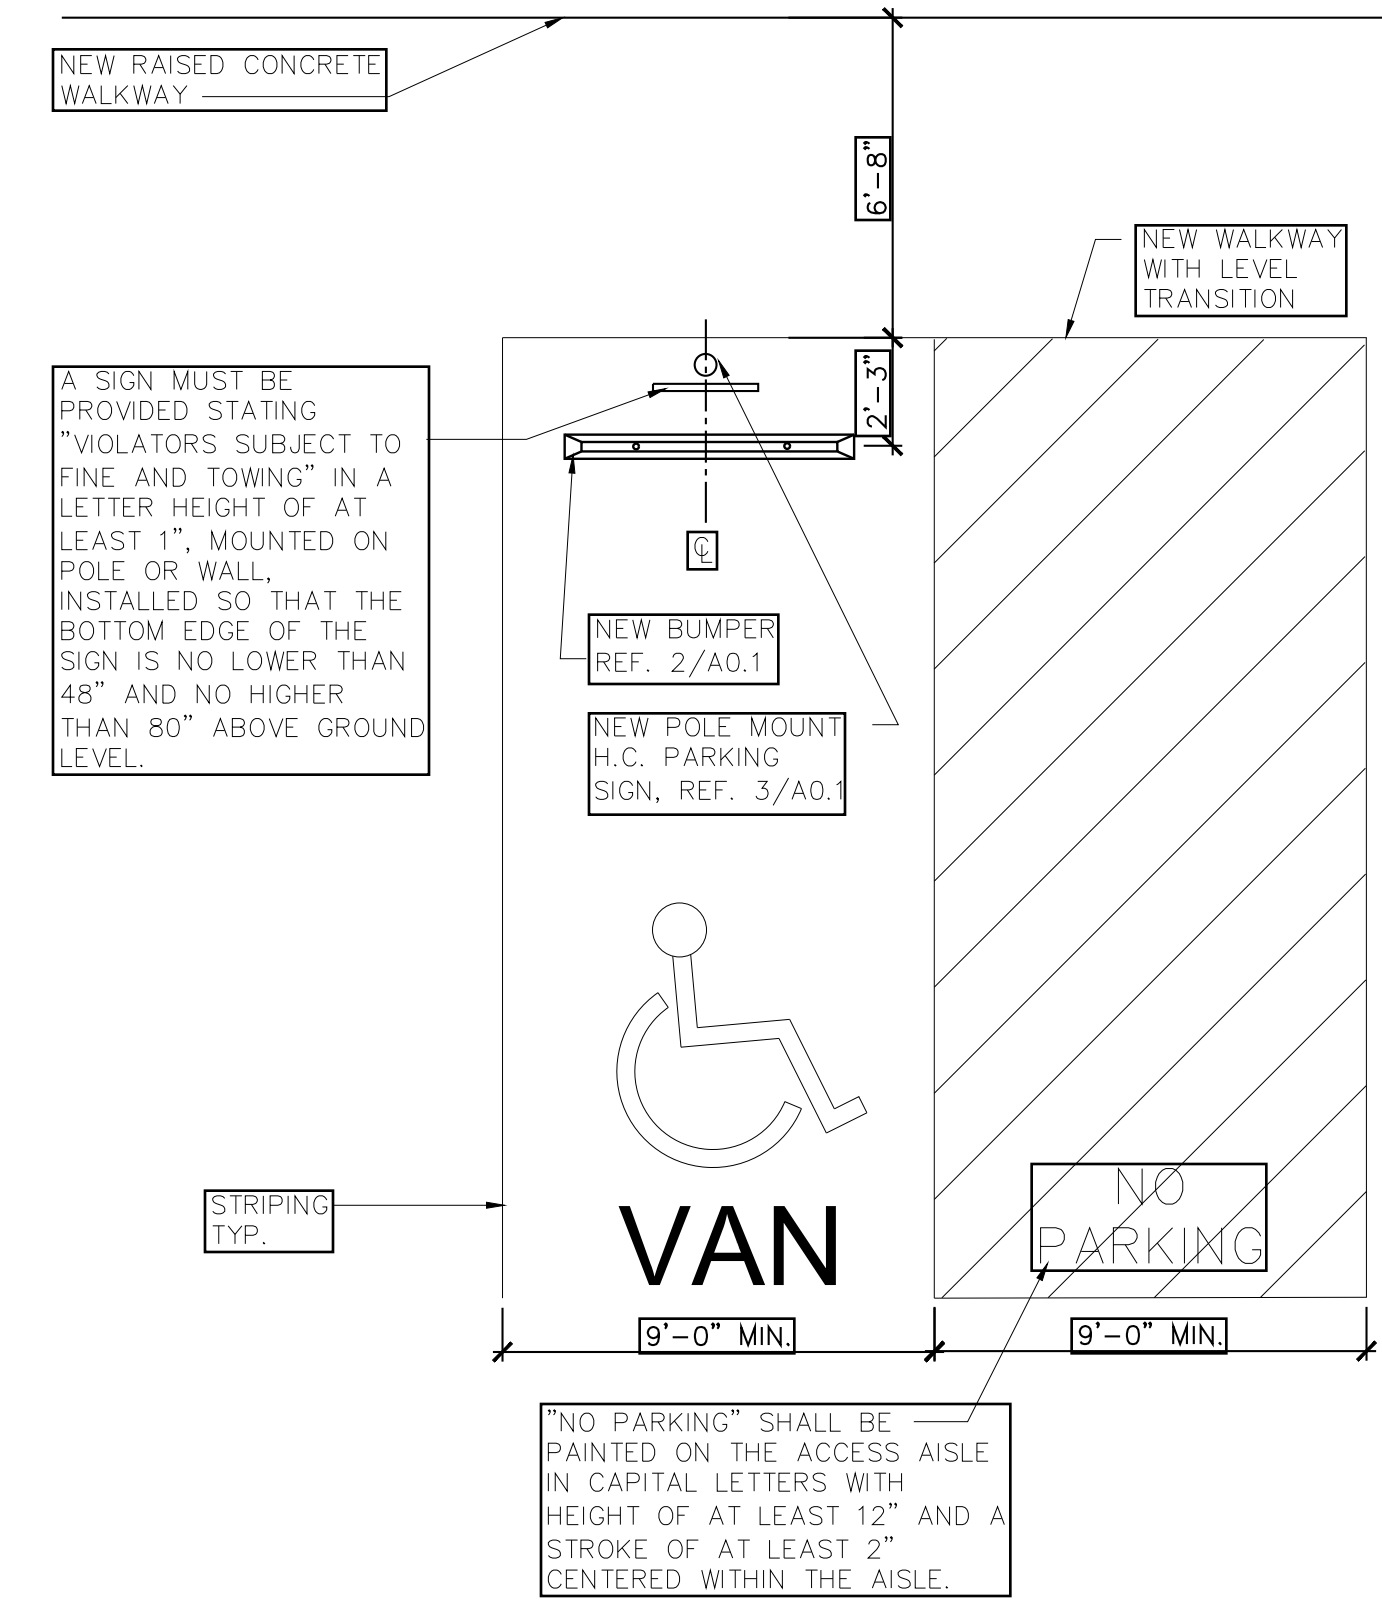 NEW RAISED CONCRETE
WALKWAY
6'-8"
NEW WALKWAY
WITH LEVEL
TRANSITION
2'-3"
A SIGN MUST BE
PROVIDED STATING
"VIOLATORS SUBJECT TO
FINE AND TOWING" IN A
LETTER HEIGHT OF AT
LEAST 1", MOUNTED ON
POLE OR WALL,
INSTALLED SO THAT THE
BOTTOM EDGE OF THE
SIGN IS NO LOWER THAN
48" AND NO HIGHER
THAN 80" ABOVE GROUND
LEVEL.
℄
NEW BUMPER
REF. 2/A0.1
NEW POLE MOUNT
H.C. PARKING
SIGN, REF. 3/A0.1
STRIPING
TYP.
VAN
NO
PARKING
9'-0" MIN.
9'-0" MIN.
"NO PARKING" SHALL BE
PAINTED ON THE ACCESS AISLE
IN CAPITAL LETTERS WITH
HEIGHT OF AT LEAST 12" AND A
STROKE OF AT LEAST 2"
CENTERED WITHIN THE AISLE.